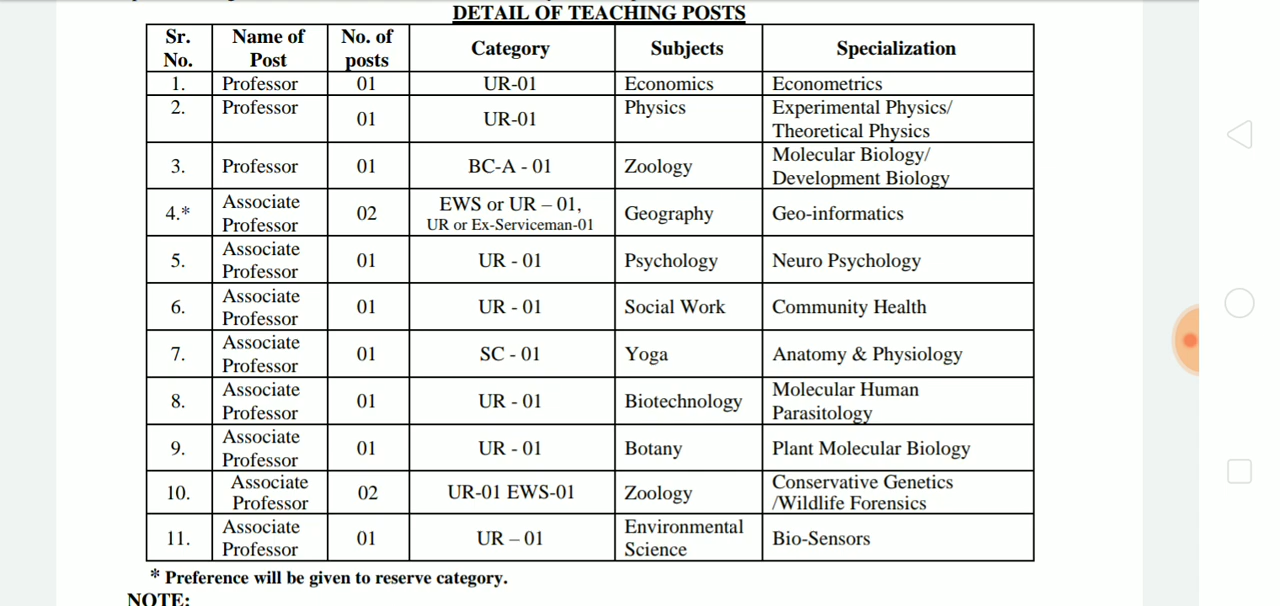 DETAIL OF TEACHING POSTS
Sr. No. Name of Post No. of posts Category Subjects Specialization
1. Professor 01 UR-01 Economics Econometrics
2. Professor 01 UR-01 Physics Experimental Physics/ Theoretical Physics
3. Professor 01 BC-A - 01 Zoology Molecular Biology/ Development Biology
4.* Associate Professor 02 EWS or UR – 01, UR or Ex-Serviceman-01 Geography Geo-informatics
5. Associate Professor 01 UR - 01 Psychology Neuro Psychology
6. Associate Professor 01 UR - 01 Social Work Community Health
7. Associate Professor 01 SC - 01 Yoga Anatomy & Physiology
8. Associate Professor 01 UR - 01 Biotechnology Molecular Human Parasitology
9. Associate Professor 01 UR - 01 Botany Plant Molecular Biology
10. Associate Professor 02 UR-01 EWS-01 Zoology Conservative Genetics /Wildlife Forensics
11. Associate Professor 01 UR – 01 Environmental Science Bio-Sensors
* Preference will be given to reserve category.
NOTE: